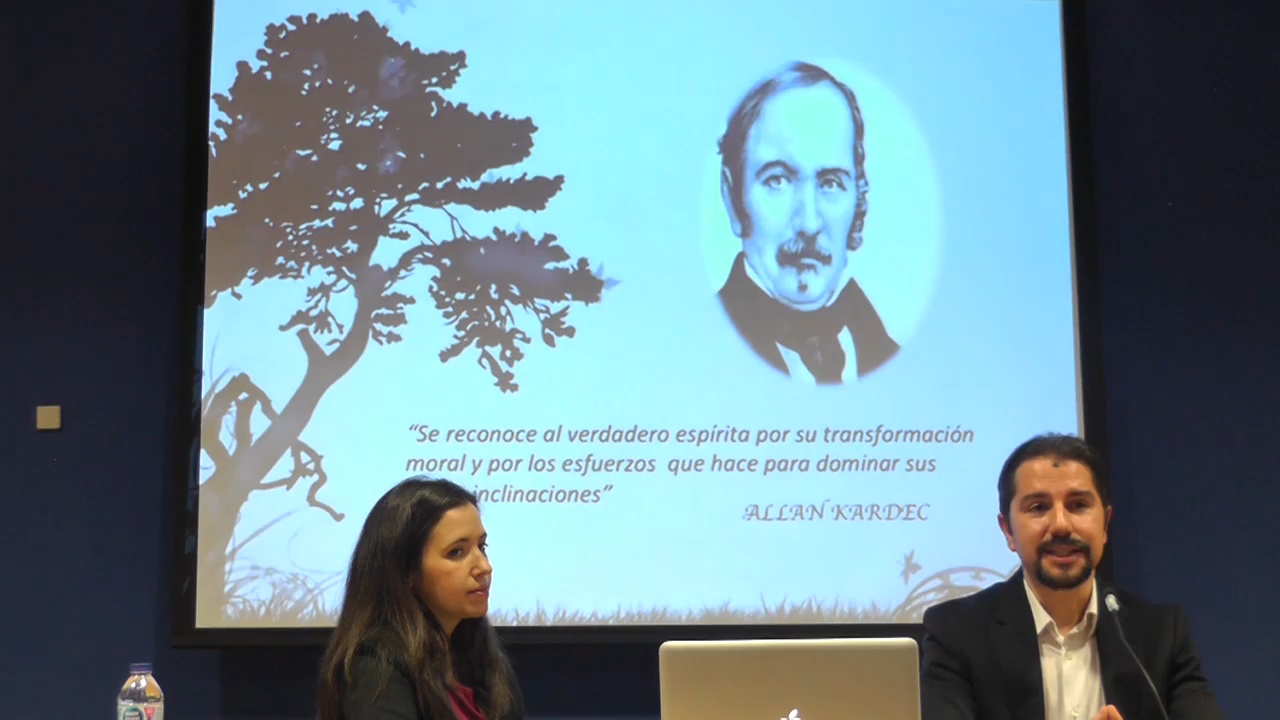 “Se reconoce al verdadero espírita por su transformación
moral y por los esfuerzos que hace para dominar sus
inclinaciones”
ALLAN KARDEC